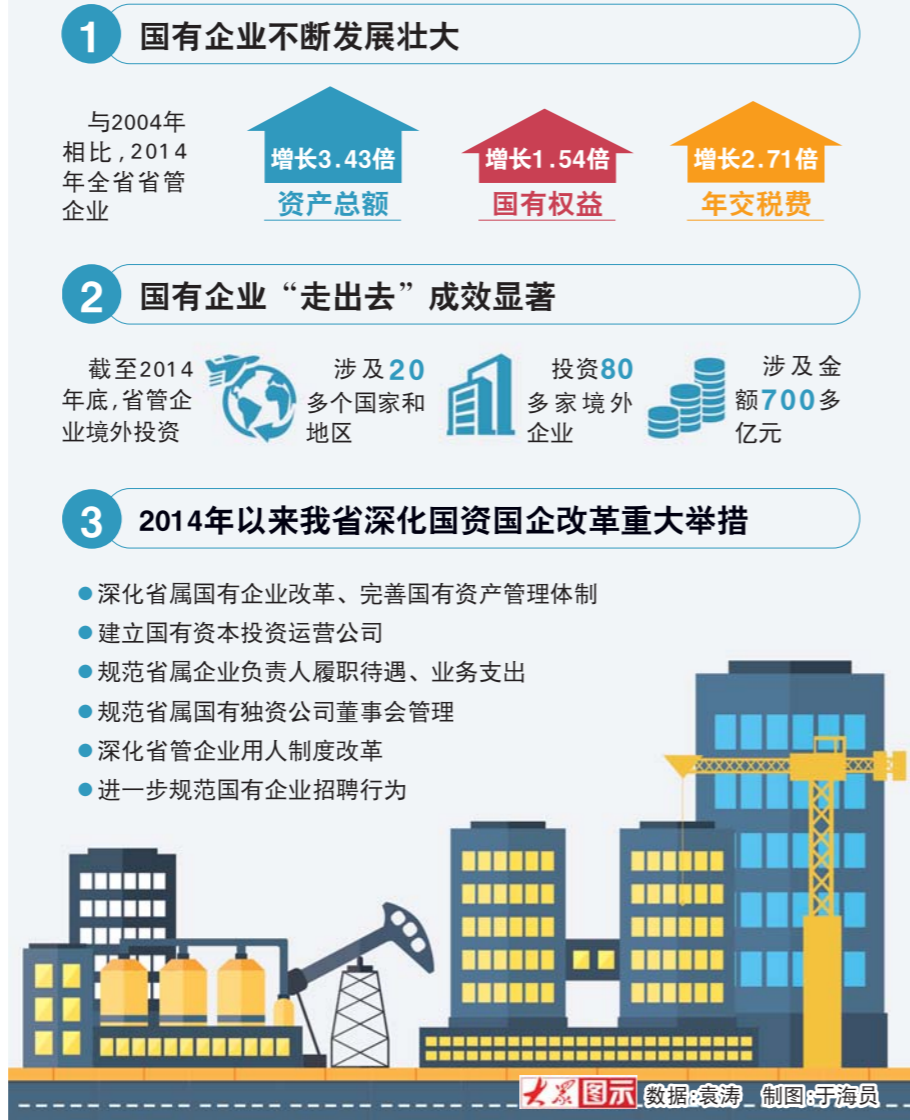 1
国有企业不断发展壮大
与2004年
相比,2014
年全省省管
企业
增长3.43倍
资产总额
增长1.54倍
国有权益
增长2.71倍
年交税费
2
国有企业“走出去”成效显著
截至2014
年底,省管企
业境外投资
涉及20
多个国家和
地区
投资80
多家境外
企业
涉及金
额700多
亿元
3
2014年以来我省深化国资国企改革重大举措
●深化省属国有企业改革、完善国有资产管理体制
●建立国有资本投资运营公司
●规范省属企业负责人履职待遇、业务支出
●规范省属国有独资公司董事会管理
●深化省管企业用人制度改革
●进一步规范国有企业招聘行为
大众图示 数据:袁涛 制图:于海员